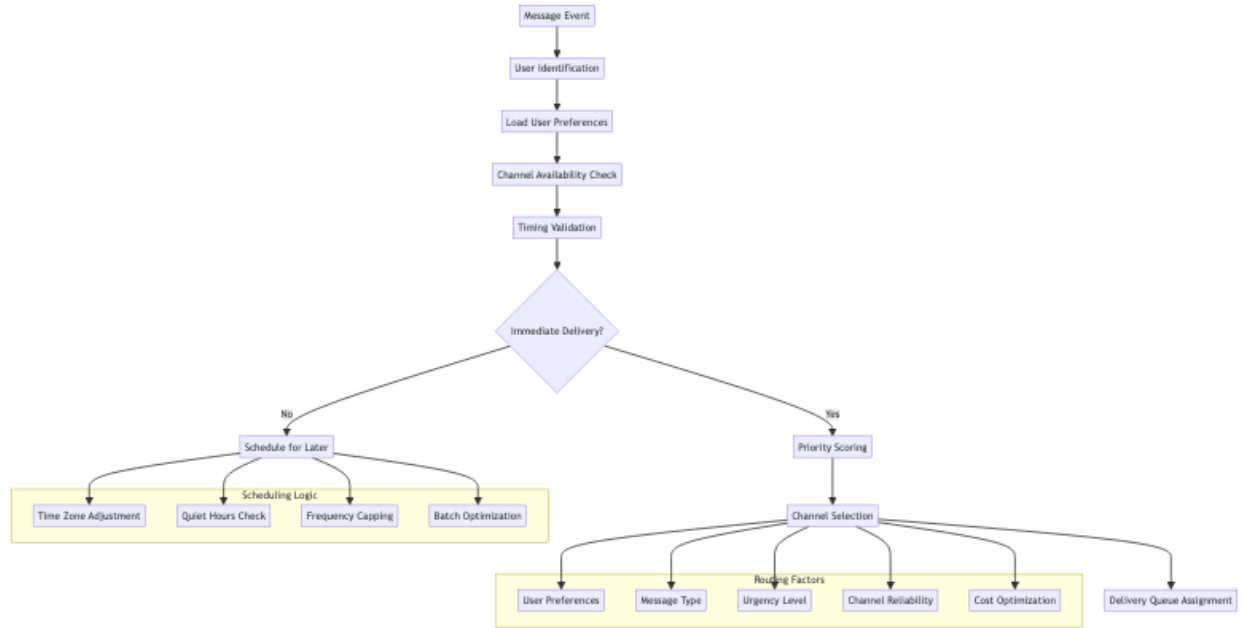 Message Event
User Identification
Load User Preferences
Channel Availability Check
Timing Validation
Immediate Delivery?
No
Yes
Schedule for Later
Priority Scoring
Scheduling Logic
Time Zone Adjustment
Quiet Hours Check
Frequency Capping
Batch Optimization
Channel Selection
Routing Factors
User Preferences
Message Type
Urgency Level
Channel Reliability
Cost Optimization
Delivery Queue Assignment